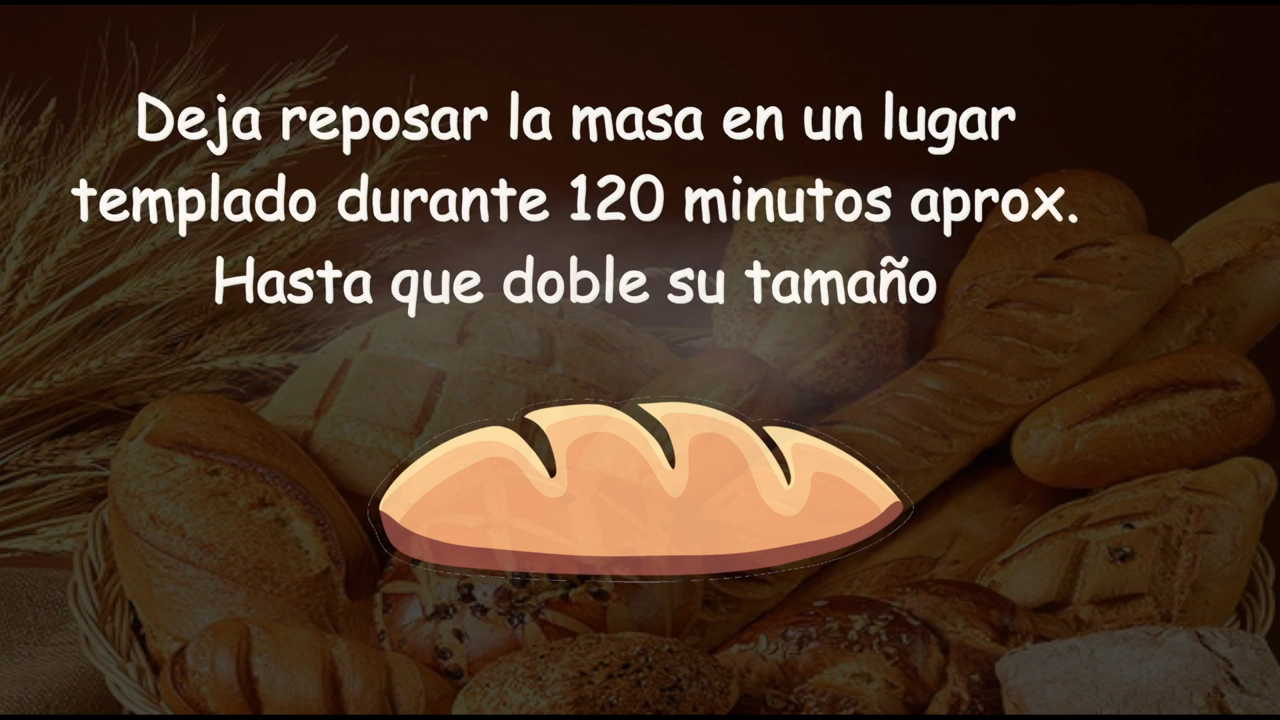 Deja reposar la masa en un lugar
templado durante 120 minutos aprox.
Hasta que doble su tamaño